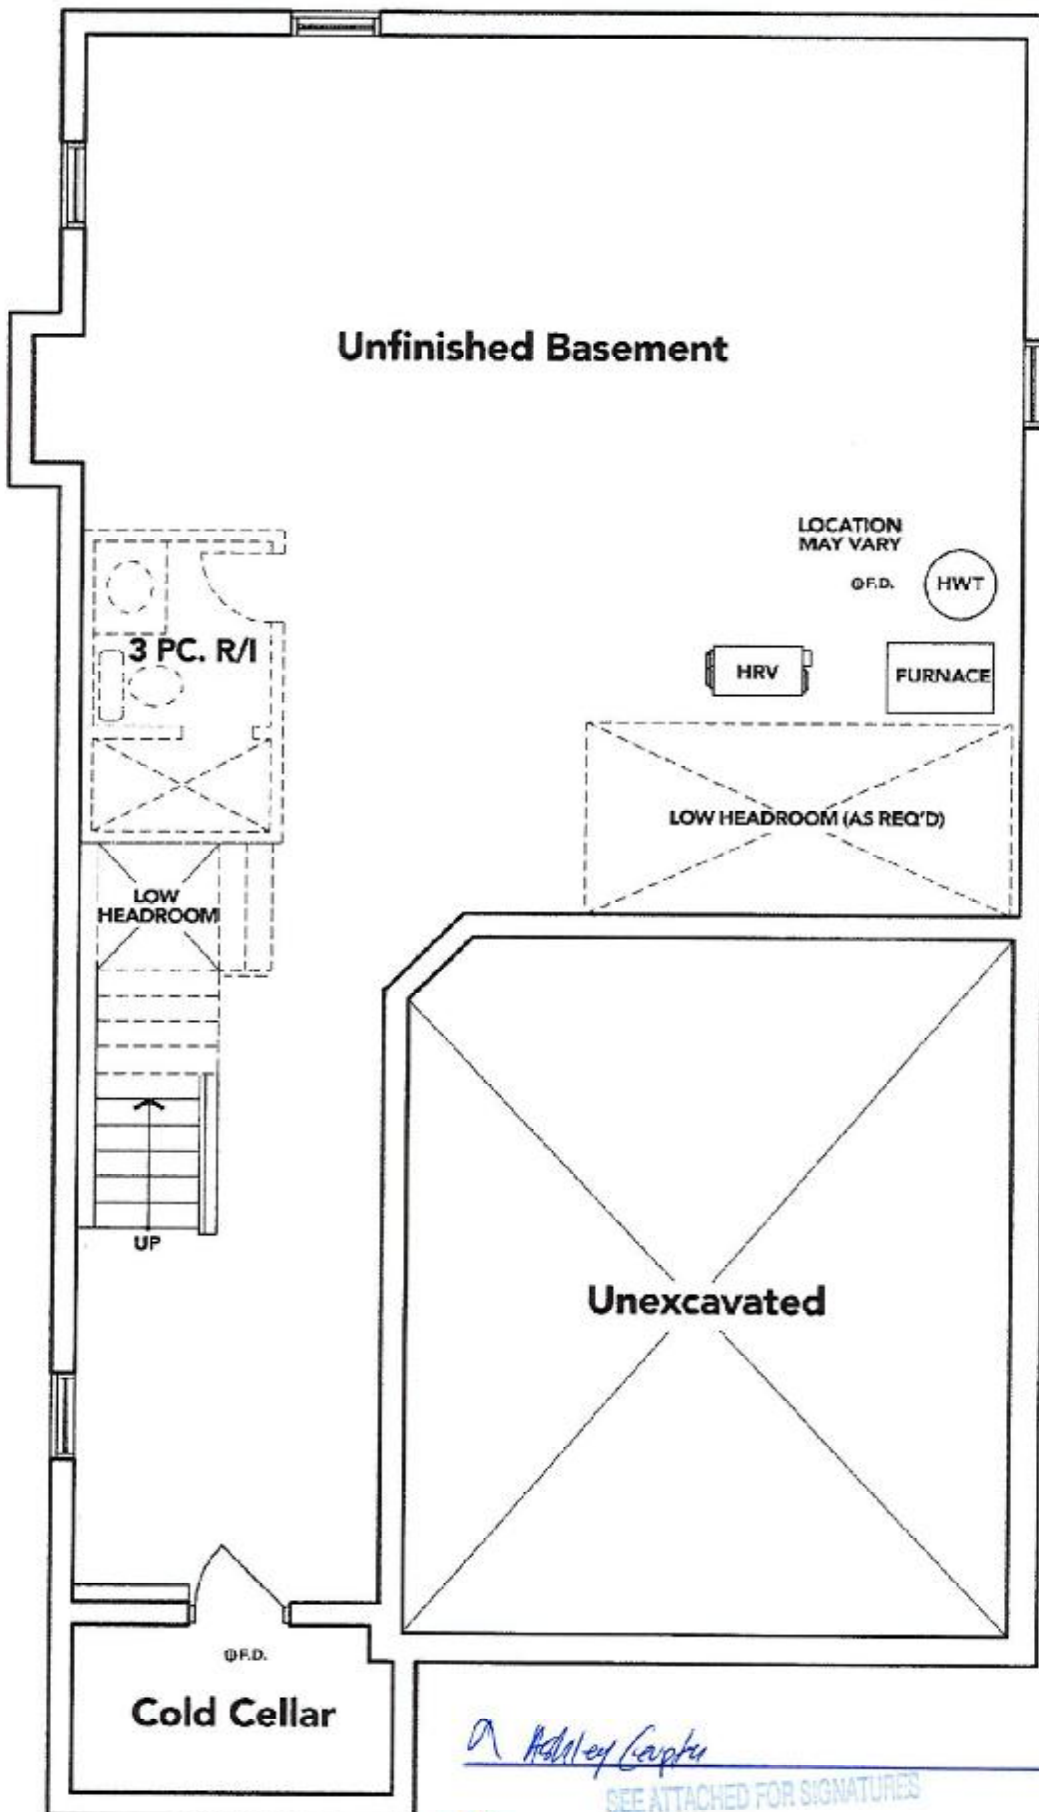 Unfinished Basement
LOCATION
MAY VARY
F.D.
HWT
3 PC. R/I
HRV
FURNACE
LOW HEADROOM (AS REQ'D)
LOW
HEADROOM
UP
Unexcavated
F.D.
Cold Cellar
Ashley
SEE ATTACHED FOR SIGNATURES